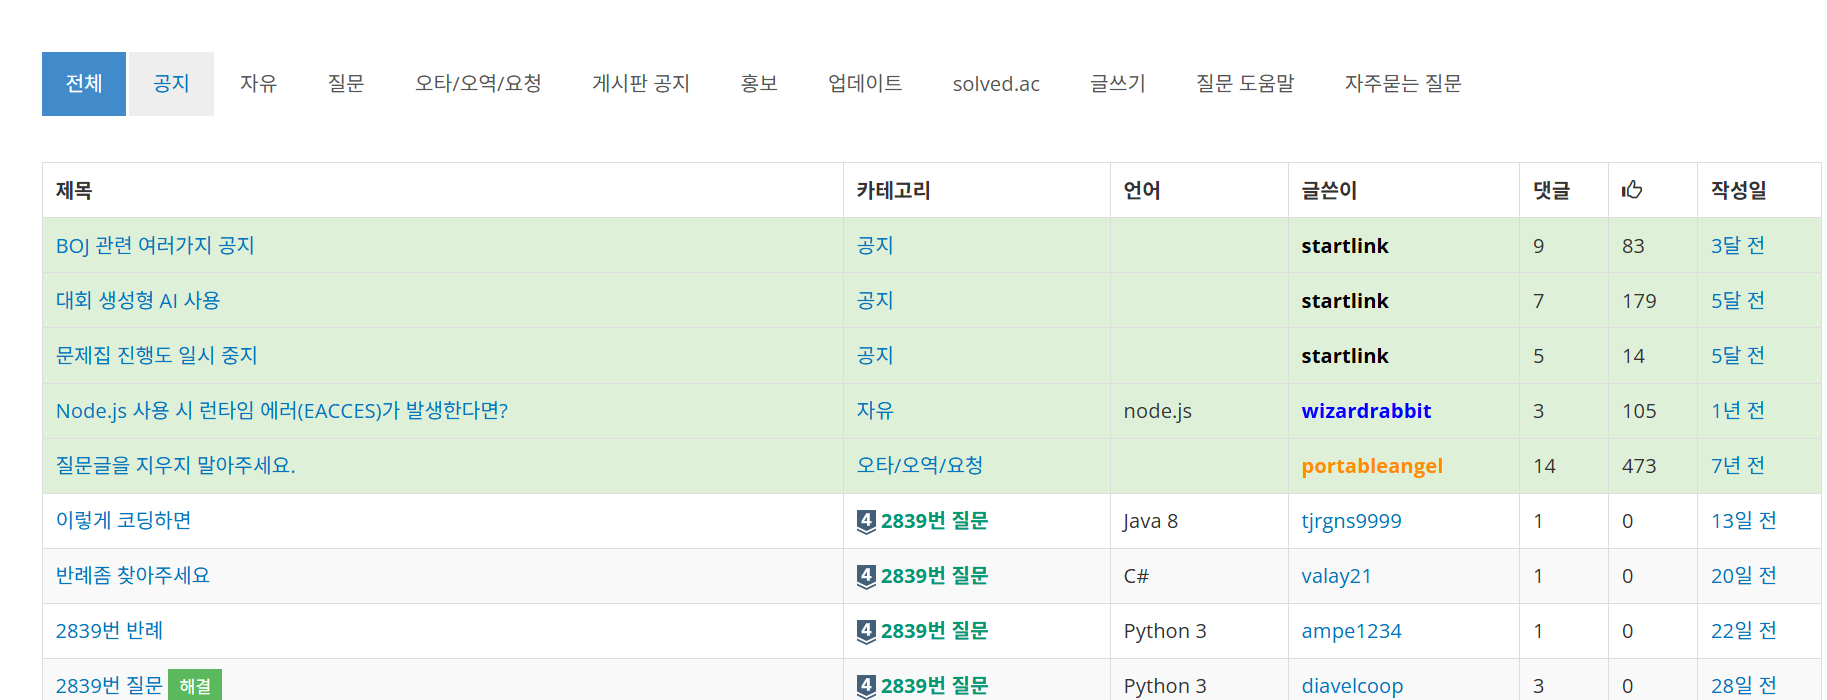 전체 공지 자유 질문 오타/오역/요청 게시판 공지 홍보 업데이트 solved.ac 글쓰기 질문 도움말 자주묻는 질문
제목 카테고리 언어 글쓴이 댓글 작성일
BOJ 관련 여러가지 공지 공지 startlink 9 83 3달 전
대회 생성형 AI 사용 공지 startlink 7 179 5달 전
문제집 진행도 일시 중지 공지 startlink 5 14 5달 전
Node.js 사용 시 런타임 에러(EACCES)가 발생한다면? 자유 node.js wizardrabbit 3 105 1년 전
질문글을 지우지 말아주세요. 오타/오역/요청 portableangel 14 473 7년 전
이렇게 코딩하면 4 2839번 질문 Java 8 tjrgns9999 1 0 13일 전
반례좀 찾아주세요 4 2839번 질문 C# valay21 1 0 20일 전
2839번 반례 4 2839번 질문 Python 3 ampe1234 1 0 22일 전
2839번 질문 해결 4 2839번 질문 Python 3 diavelcoop 3 0 28일 전